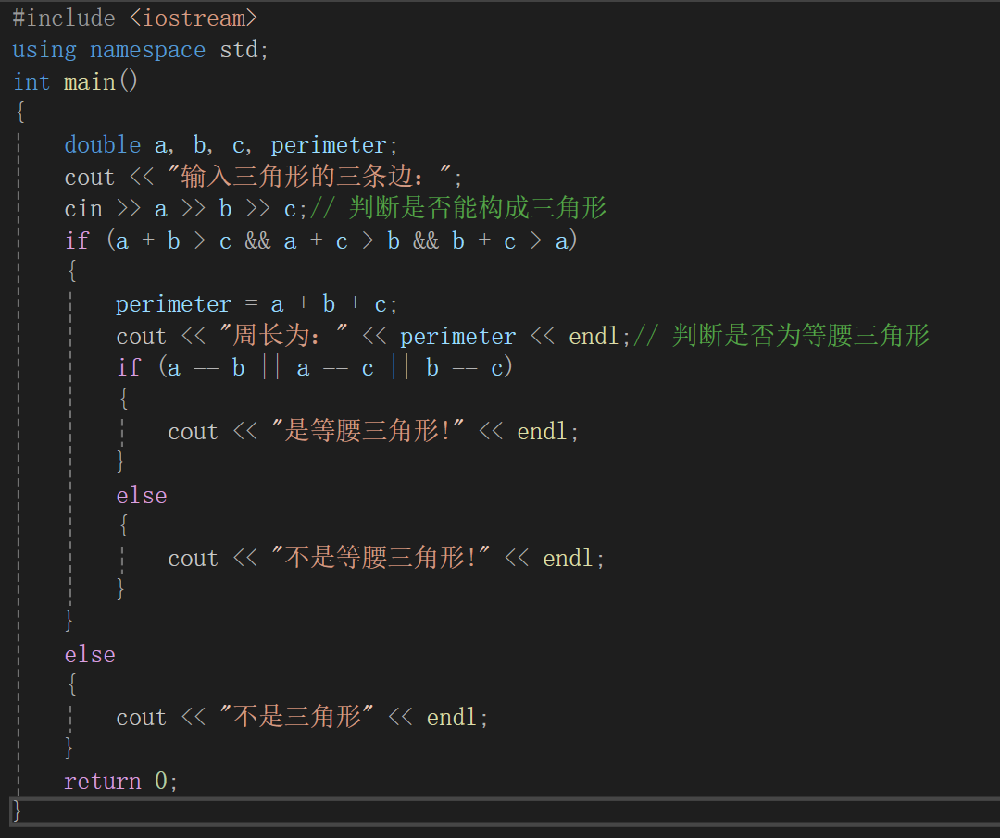 #include <iostream>
using namespace std;
int main()
{
double a, b, c, perimeter;
cout << "输入三角形的三条边：";
cin >> a >> b >> c;// 判断是否能构成三角形
if (a + b > c && a + c > b && b + c > a)
{
perimeter = a + b + c;
cout << "周长为：" << perimeter << endl;// 判断是否为等腰三角形
if (a == b || a == c || b == c)
{
cout << "是等腰三角形!" << endl;
}
else
{
cout << "不是等腰三角形!" << endl;
}
}
else
{
cout << "不是三角形" << endl;
}
return 0;
}